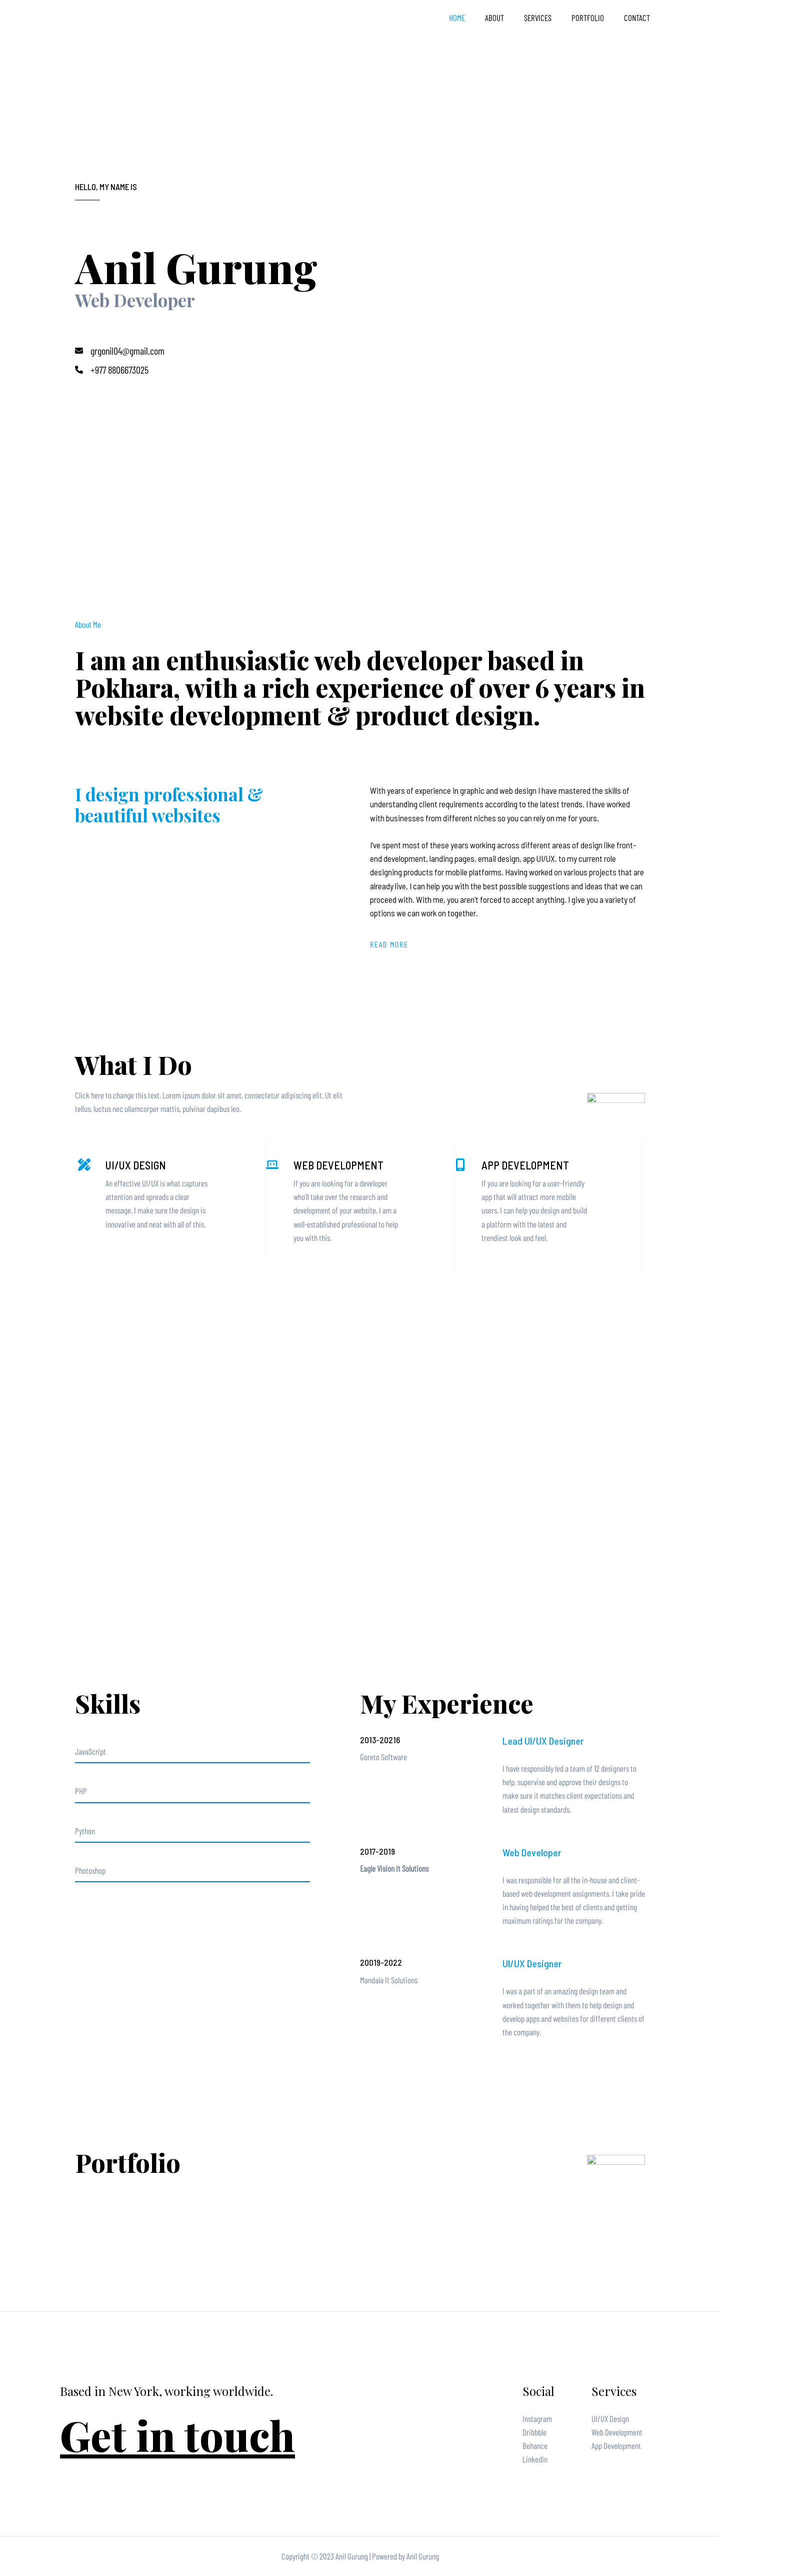 HOME ABOUT SERVICES PORTFOLIO CONTACT
HELLO, MY NAME IS
Anil Gurung
Web Developer
grgonil04@gmail.com
+977 8806673025
About Me
I am an enthusiastic web developer based in
Pokhara, with a rich experience of over 6 years in
website development & product design.
I design professional &
beautiful websites
With years of experience in graphic and web design I have mastered the skills of
understanding client requirements according to the latest trends. I have worked
with businesses from different niches so you can rely on me for yours.
I've spent most of these years working across different areas of design like front-
end development, landing pages, email design, app UI/UX, to my current role
designing products for mobile platforms. Having worked on various projects that are
already live. I can help you with the best possible suggestions and ideas that we can
proceed with. With me, you aren't forced to accept anything. I give you a variety of
options we can work on together.
READ MORE
What I Do
Click here to change this text. Lorem ipsum dolor sit amet, consectetur adipiscing elit. Ut elit
tellus, luctus nec ullamcorper mattis, pulvinar dapibus leo.
UI/UX DESIGN
An effective UI/UX is what captures
attention and spreads a clear
message. I make sure the design is
innovative and neat with all of this.
WEB DEVELOPMENT
If you are looking for a developer
who'll take over the research and
development of your website, I am a
well-established professional to help
you with this.
APP DEVELOPMENT
If you are looking for a user-friendly
app that will attract more mobile
users, I can help you design and build
a platform with the latest and
trendiest look and feel.
Skills
JavaScript
PHP
Python
Photoshop
My Experience
2013-20216
Goreto Software
Lead UI/UX Designer
I have responsibly led a team of 12 designers to
help, supervise and approve their designs to
make sure it matches client expectations and
latest design standards.
2017-2019
Eagle Vision It Solutions
Web Developer
I was responsible for all the in-house and client-
based web development assignments. I take pride
in having helped the best of clients and getting
maximum ratings for the company.
20019-2022
Mandala It Solutions
UI/UX Designer
I was a part of an amazing design team and
worked together with them to help design and
develop apps and websites for different clients of
the company.
Portfolio
Based in New York, working worldwide.
Get in touch
Social
Instagram
Dribbble
Behance
LinkedIn
Services
UI/UX Design
Web Development
App Development
Copyright © 2023 Anil Gurung | Powered by Anil Gurung